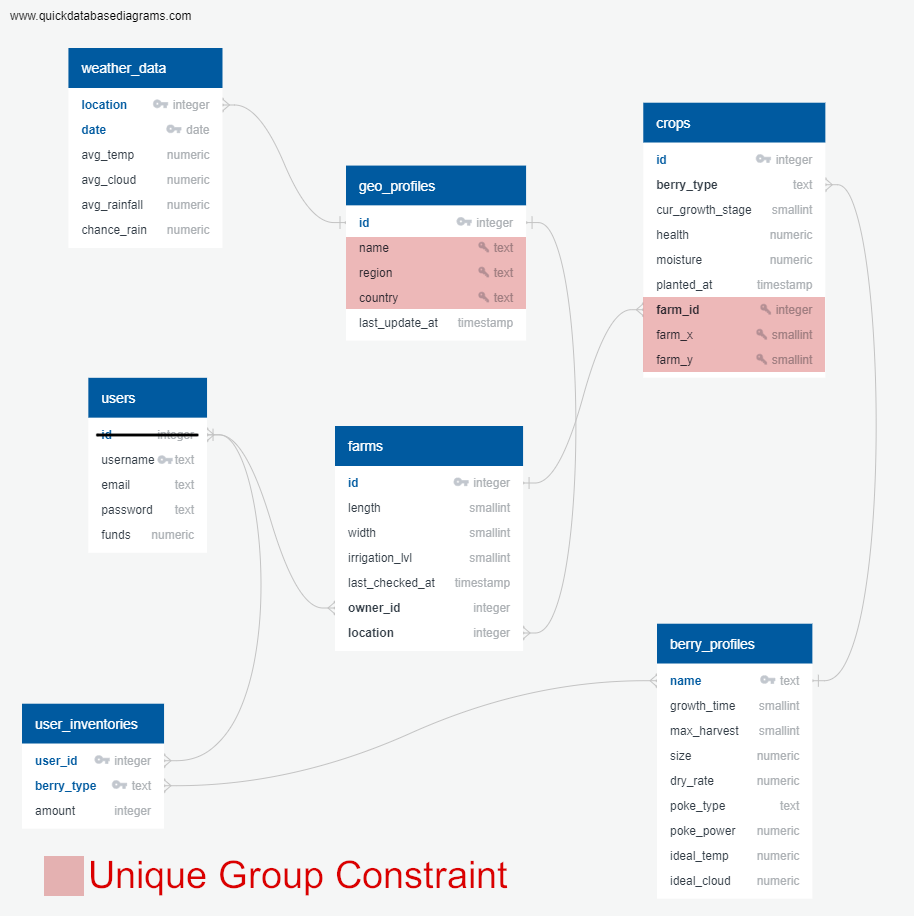 www.quickdatabasediagrams.com
weather_data
location integer
date date
avg_temp numeric
avg_cloud numeric
avg_rainfall numeric
chance_rain numeric
geo_profiles
id integer
name text
region text
country text
last_update_at timestamp
crops
id integer
berry_type text
cur_growth_stage smallint
health numeric
moisture numeric
planted_at timestamp
farm_id integer
farm_x smallint
farm_y smallint
users
id integer
username text
email text
password text
funds numeric
farms
id integer
length smallint
width smallint
irrigation_lvl smallint
last_checked_at timestamp
owner_id integer
location integer
user_inventories
user_id integer
berry_type text
amount integer
berry_profiles
name text
growth_time smallint
max_harvest smallint
size numeric
dry_rate numeric
poke_type text
poke_power numeric
ideal_temp numeric
ideal_cloud numeric
Unique Group Constraint